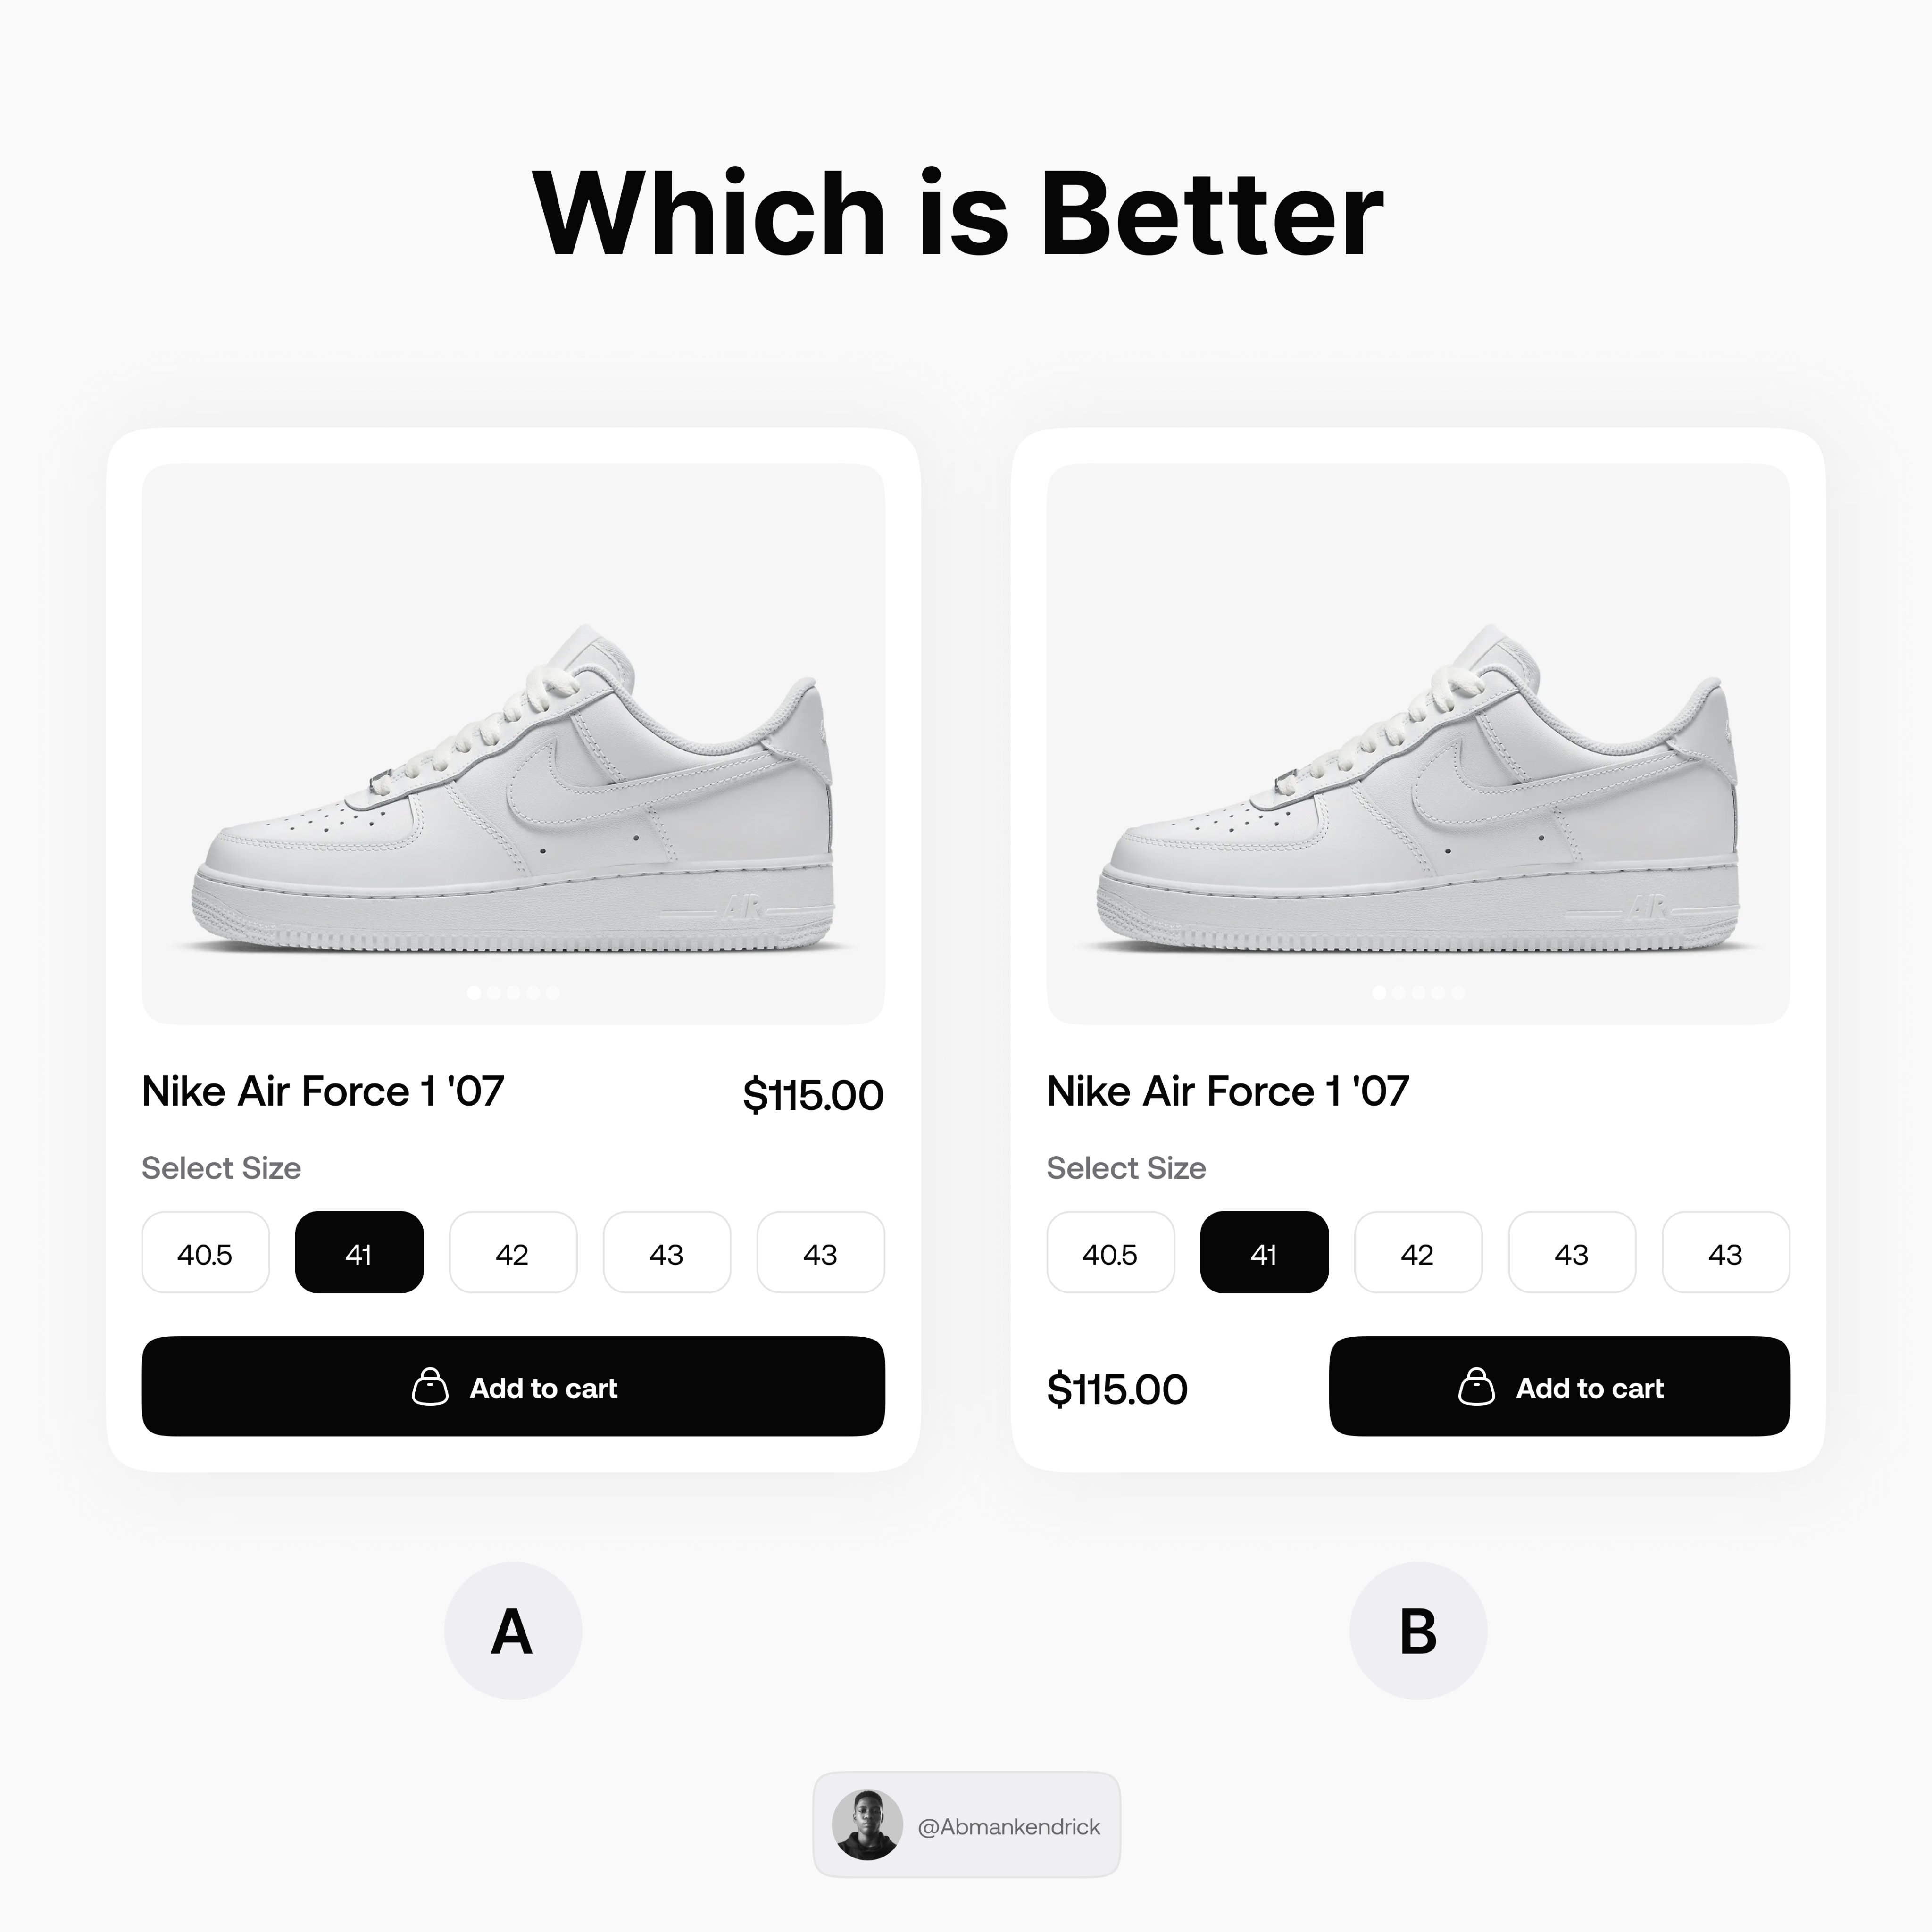 Which is Better
AIR
Nike Air Force 1 '07
$115.00
Select Size
40.5
41
42
43
43
Add to cart
A
AIR
Nike Air Force 1 '07
Select Size
40.5
41
42
43
43
$115.00
Add to cart
B
@Abmankendrick